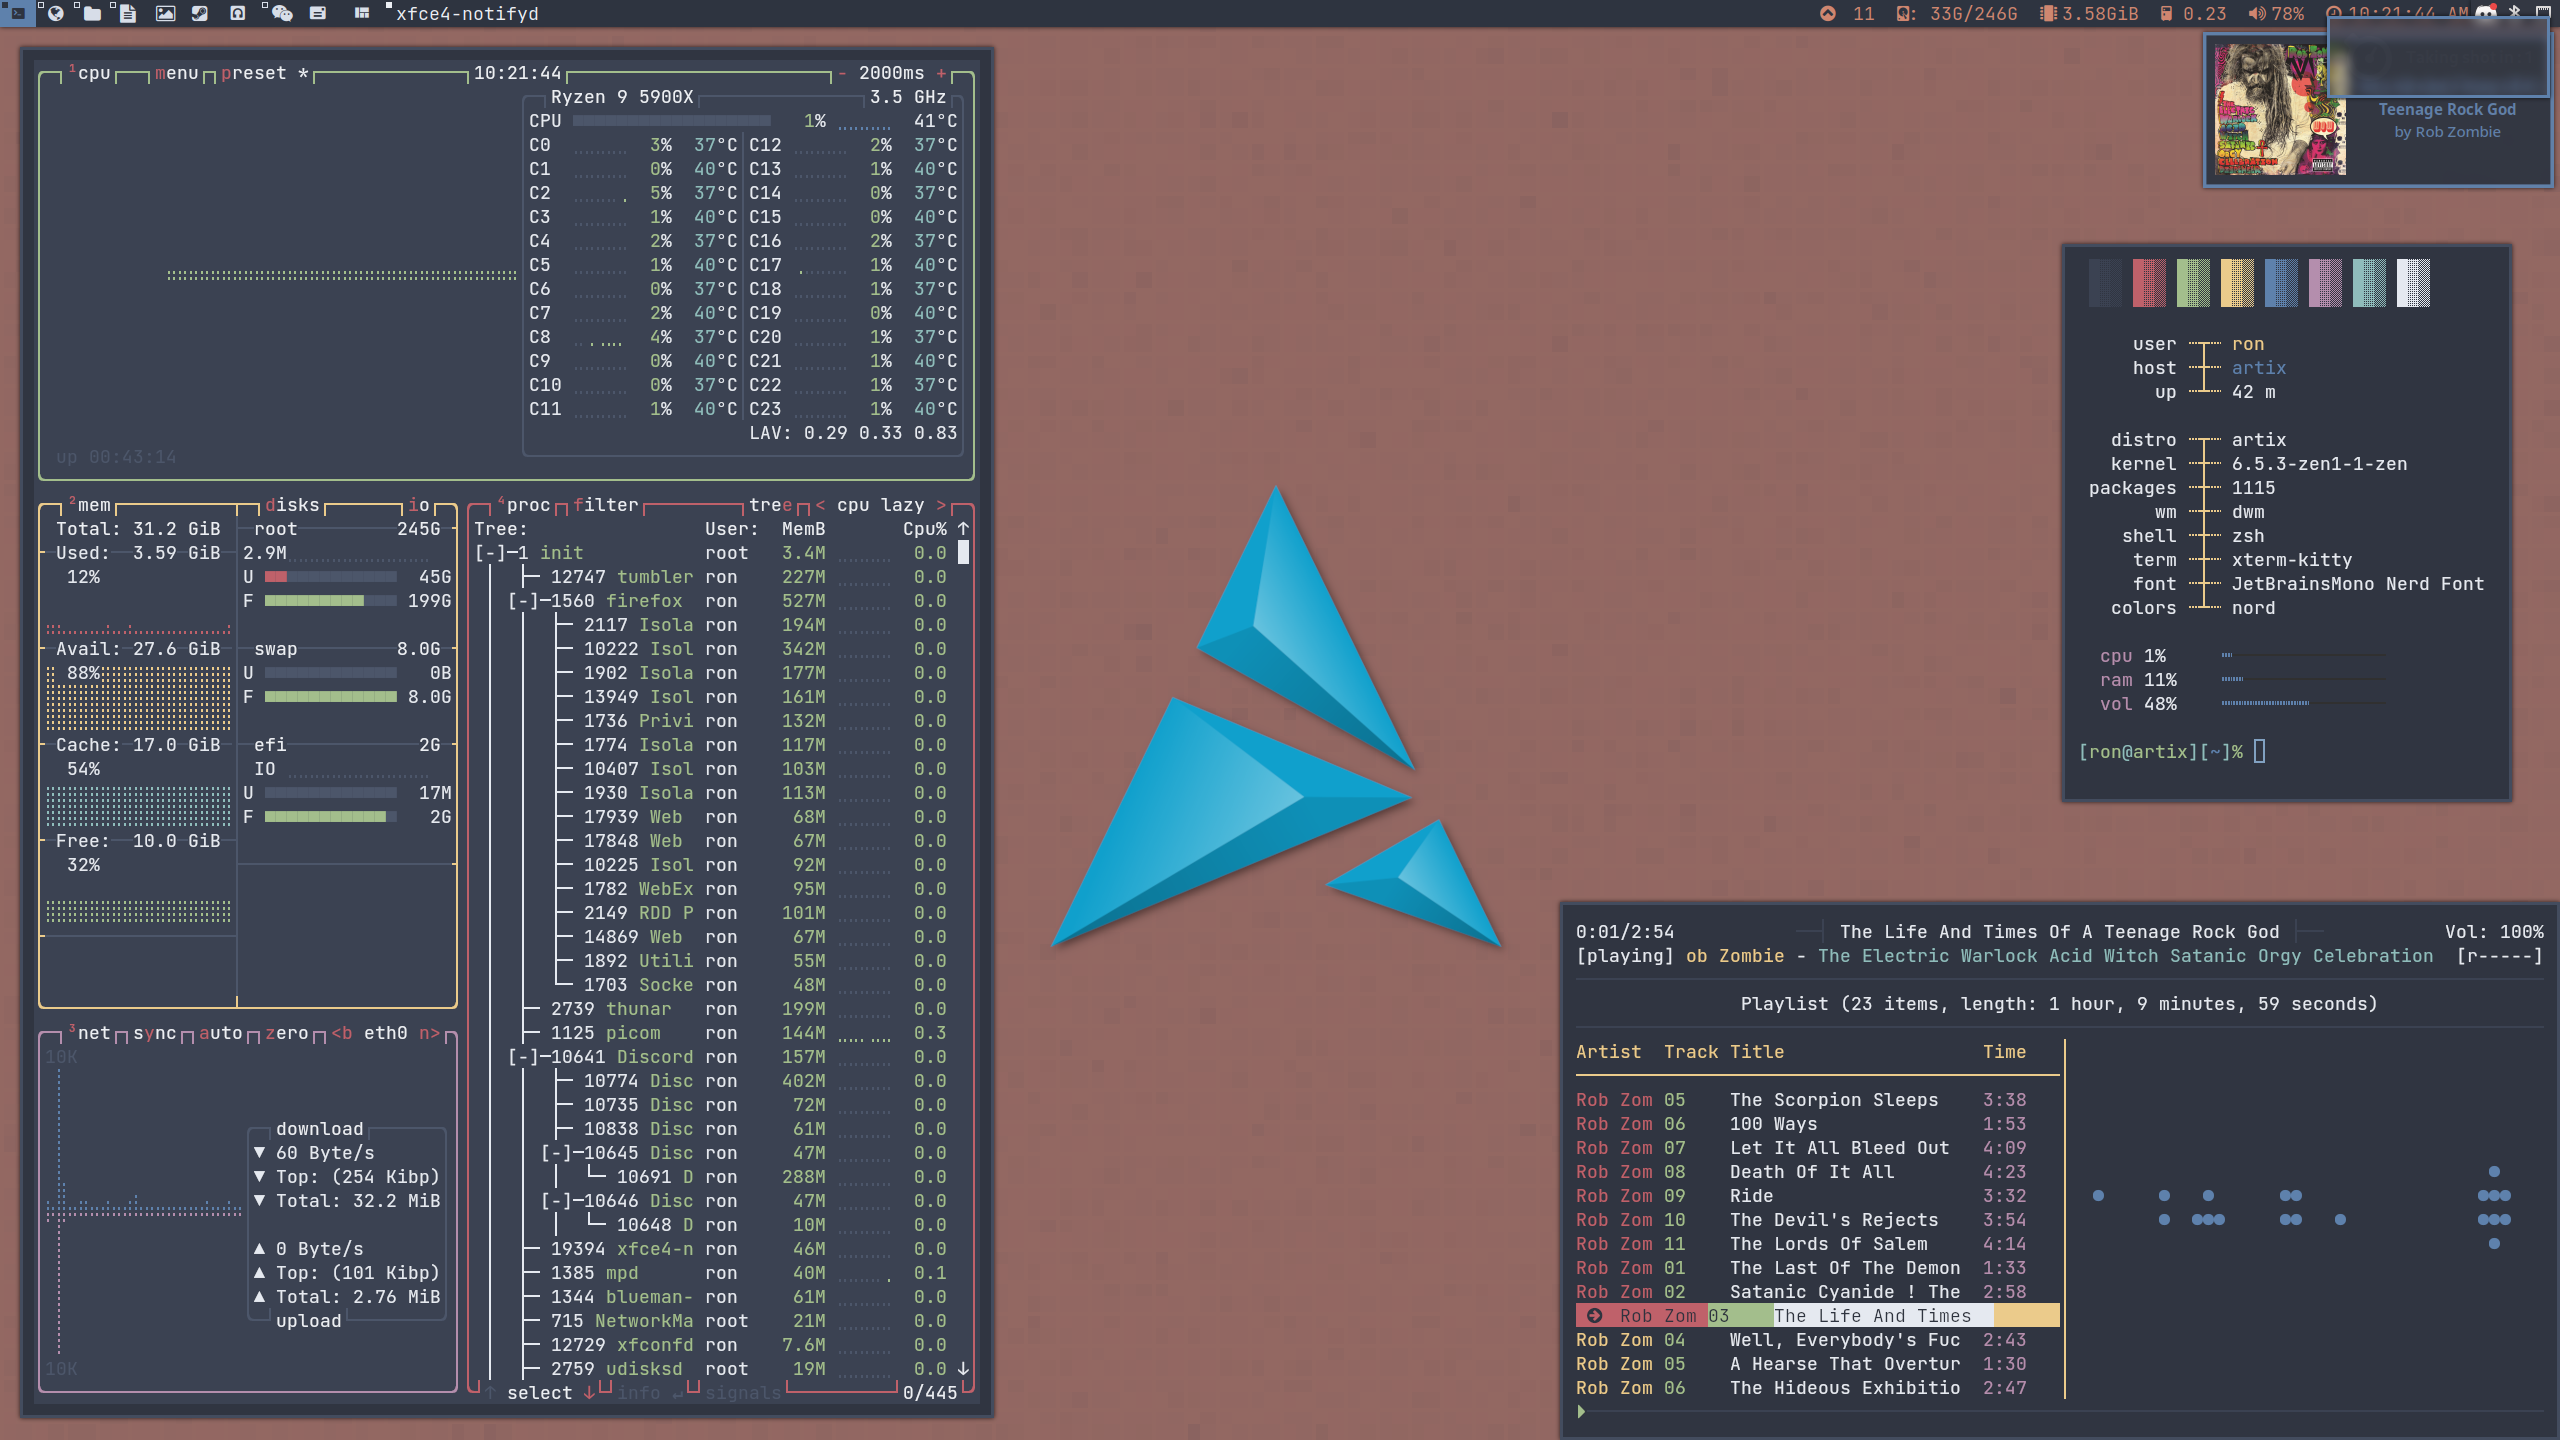 xfce4-notifyd
11 33G/246G 3.58GiB 0.23 78% 10:21:44 AM
Teenage Rock God
by Rob Zombie
1cpu menu preset * 10:21:44 - 2000ms +
Ryzen 9 5900X 3.5 GHz
CPU 1% 41°C
C0 3% 37°C C12 2% 37°C
C1 0% 40°C C13 1% 40°C
C2 5% 37°C C14 0% 37°C
C3 1% 40°C C15 0% 40°C
C4 2% 37°C C16 2% 37°C
C5 1% 40°C C17 1% 40°C
C6 0% 37°C C18 1% 37°C
C7 2% 40°C C19 0% 40°C
C8 4% 37°C C20 1% 37°C
C9 0% 40°C C21 1% 40°C
C10 0% 37°C C22 1% 37°C
C11 1% 40°C C23 1% 40°C
LAV: 0.29 0.33 0.83
up 00:43:14
2mem disks io
Total: 31.2 GiB root 245G
Used: 3.59 GiB 2.9M
12% U 45G
F 199G
Avail: 27.6 GiB swap 8.0G
88% U 0B
F 8.0G
Cache: 17.0 GiB efi 2G
54% IO
U 17M
F 2G
Free: 10.0 GiB
32%
3net sync auto zero <b eth0 n>
10K
download
▼ 60 Byte/s
▼ Top: (254 Kibp)
▼ Total: 32.2 MiB
▲ 0 Byte/s
▲ Top: (101 Kibp)
▲ Total: 2.76 MiB
upload
10K
4proc filter tree < cpu lazy >
Tree: User: MemB Cpu% ↑
[-]─1 init root 3.4M 0.0
12747 tumbler ron 227M 0.0
[-]─1560 firefox ron 527M 0.0
2117 Isola ron 194M 0.0
10222 Isol ron 342M 0.0
1902 Isola ron 177M 0.0
13949 Isol ron 161M 0.0
1736 Privi ron 132M 0.0
1774 Isola ron 117M 0.0
10407 Isol ron 103M 0.0
1930 Isola ron 113M 0.0
17939 Web ron 68M 0.0
17848 Web ron 67M 0.0
10225 Isol ron 92M 0.0
1782 WebEx ron 95M 0.0
2149 RDD P ron 101M 0.0
14869 Web ron 67M 0.0
1892 Utili ron 55M 0.0
1703 Socke ron 48M 0.0
2739 thunar ron 199M 0.0
1125 picom ron 144M 0.3
[-]─10641 Discord ron 157M 0.0
10774 Disc ron 402M 0.0
10735 Disc ron 72M 0.0
10838 Disc ron 61M 0.0
[-]─10645 Disc ron 47M 0.0
10691 D ron 288M 0.0
[-]─10646 Disc ron 47M 0.0
10648 D ron 10M 0.0
19394 xfce4-n ron 46M 0.0
1385 mpd ron 40M 0.1
1344 blueman- ron 61M 0.0
715 NetworkMa root 21M 0.0
12729 xfconfd ron 7.6M 0.0
2759 udisksd root 19M 0.0 ↓
↑ select ↓ info ↵ signals 0/445
user ron
host artix
up 42 m
distro artix
kernel 6.5.3-zen1-1-zen
packages 1115
wm dwm
shell zsh
term xterm-kitty
font JetBrainsMono Nerd Font
colors nord
cpu 1%
ram 11%
vol 48%
[ron@artix][~]%
0:01/2:54 The Life And Times Of A Teenage Rock God Vol: 100%
[playing] ob Zombie - The Electric Warlock Acid Witch Satanic Orgy Celebration [r-----]
Playlist (23 items, length: 1 hour, 9 minutes, 59 seconds)
Artist Track Title Time
Rob Zom 05 The Scorpion Sleeps 3:38
Rob Zom 06 100 Ways 1:53
Rob Zom 07 Let It All Bleed Out 4:09
Rob Zom 08 Death Of It All 4:23
Rob Zom 09 Ride 3:32
Rob Zom 10 The Devil's Rejects 3:54
Rob Zom 11 The Lords Of Salem 4:14
Rob Zom 01 The Last Of The Demon 1:33
Rob Zom 02 Satanic Cyanide ! The 2:58
Rob Zom 03 The Life And Times
Rob Zom 04 Well, Everybody's Fuc 2:43
Rob Zom 05 A Hearse That Overtur 1:30
Rob Zom 06 The Hideous Exhibitio 2:47